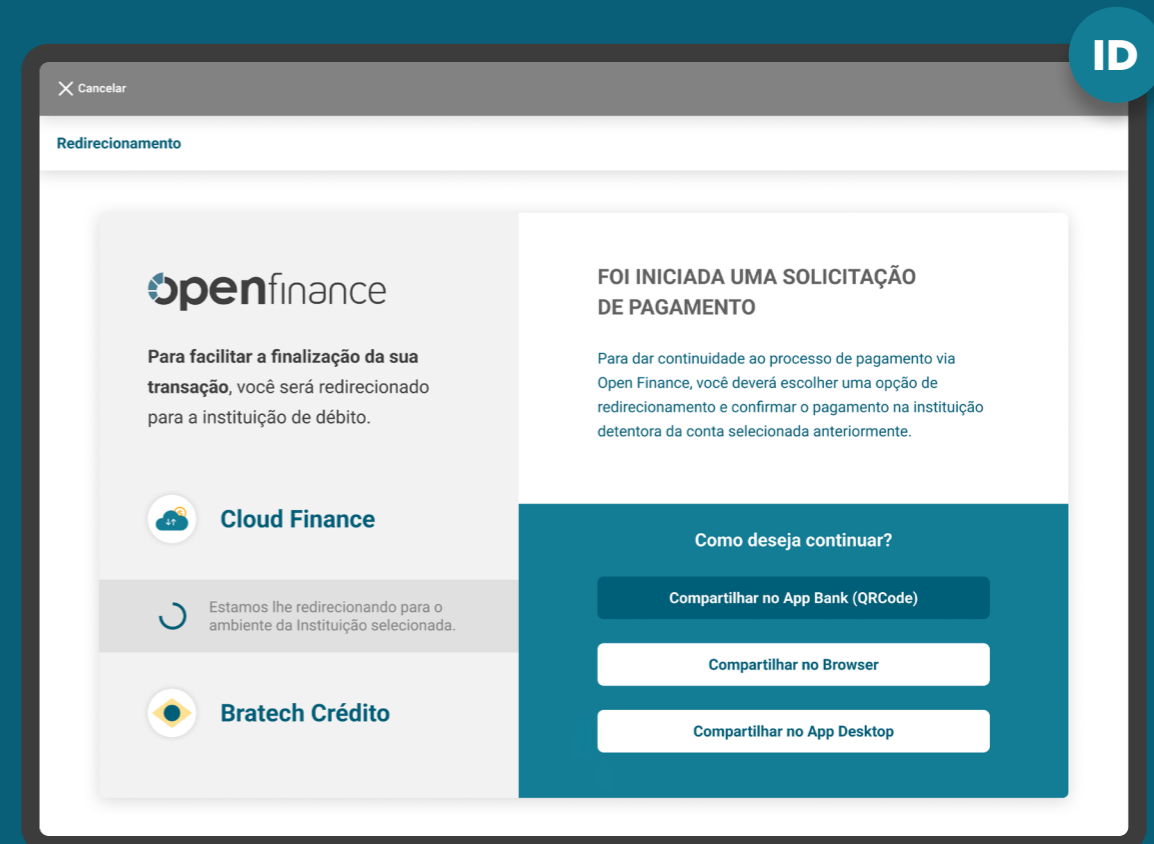 ID
Cancelar
Redirecionamento
openfinance
Para facilitar a finalização da sua
transação, você será redirecionado
para a instituição de débito.
Cloud Finance
Estamos lhe redirecionando para o
ambiente da Instituição selecionada.
Bratech Crédito
FOI INICIADA UMA SOLICITAÇÃO
DE PAGAMENTO
Para dar continuidade ao processo de pagamento via
Open Finance, você deverá escolher uma opção de
redirecionamento e confirmar o pagamento na instituição
detentora da conta selecionada anteriormente.
Como deseja continuar?
Compartilhar no App Bank (QRCode)
Compartilhar no Browser
Compartilhar no App Desktop